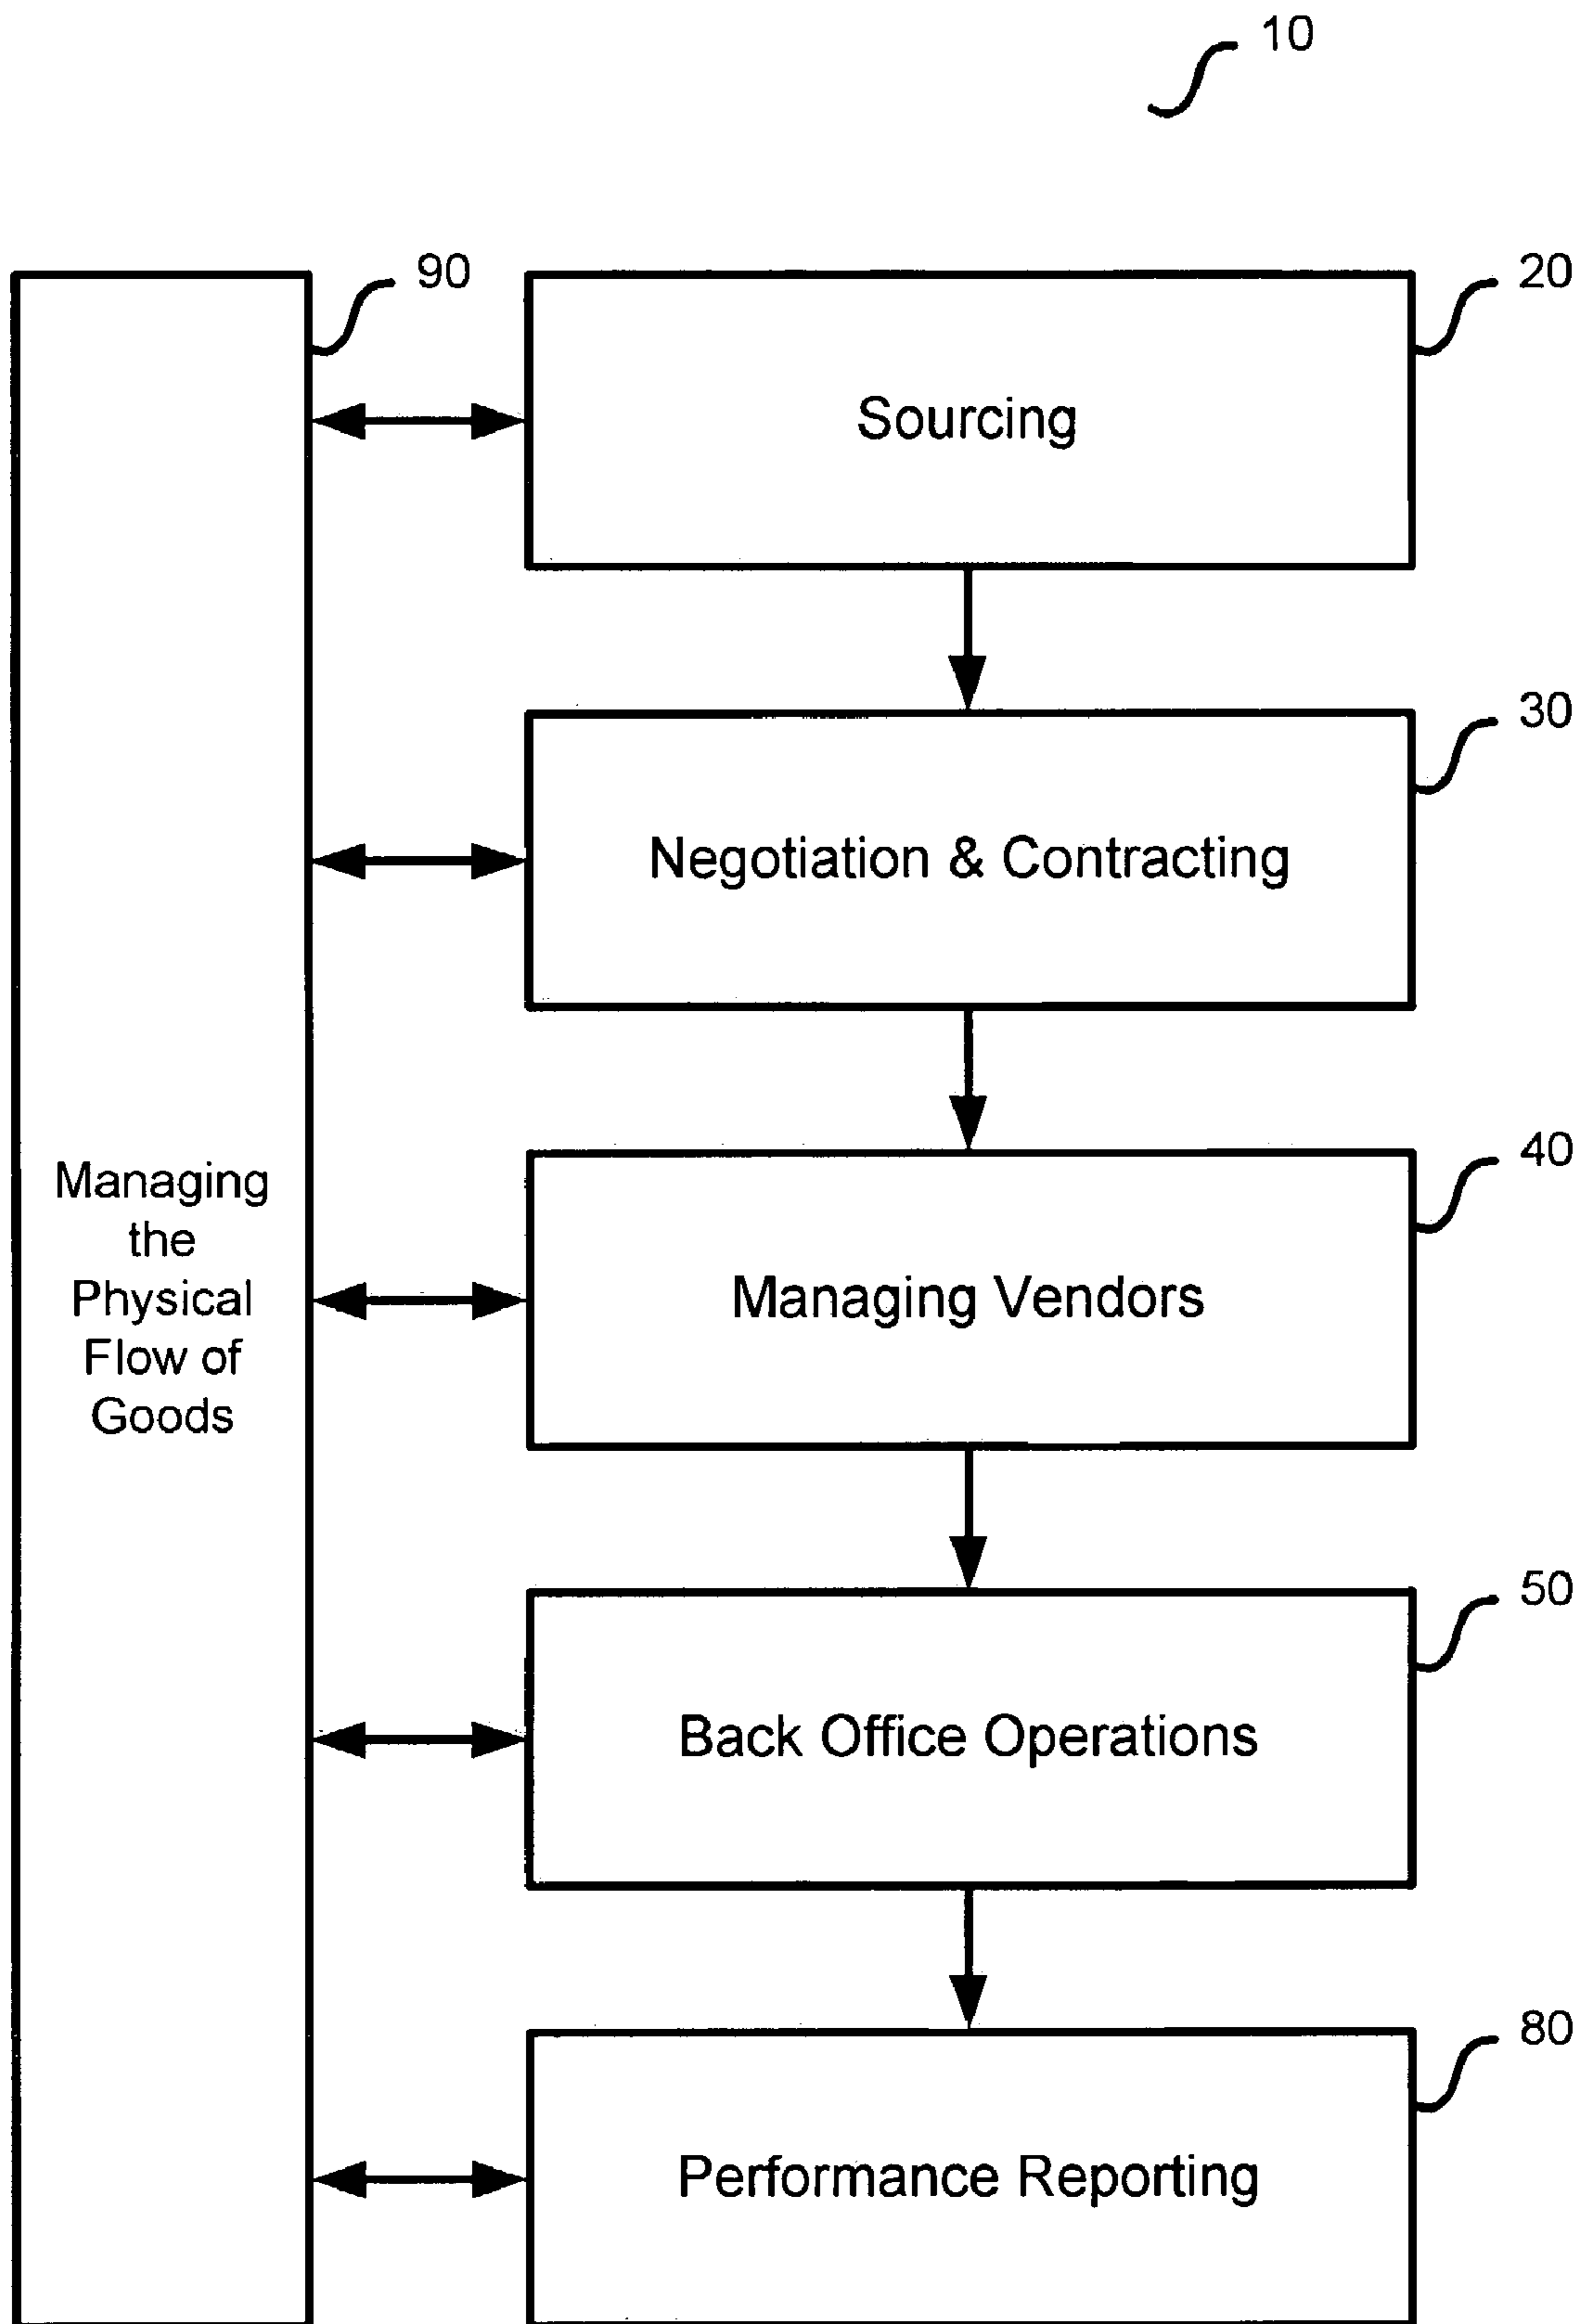 10
90
20
Sourcing
30
Negotiation & Contracting
40
Managing
the
Physical
Flow of
Goods
Managing Vendors
50
Back Office Operations
80
Performance Reporting